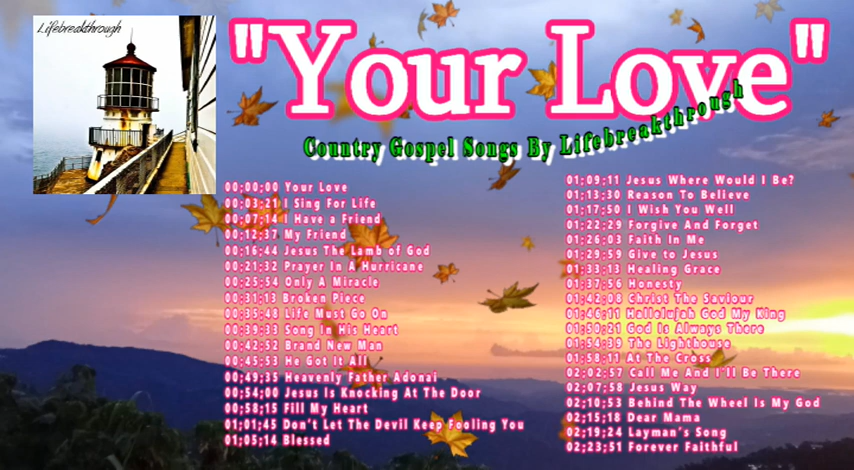 Lifebreakthrough
"Your Love"
Country Gospel Songs By Lifebreakthrough
00;00;00 Your Love
00;03;21 I Sing For Life
00;07;14 I Have a Friend
00;12;37 My Friend
00;16;44 Jesus The Lamb of God
00;21;32 Prayer In A Hurricane
00;25;54 Only A Miracle
00;31;13 Broken Piece
00;35;48 Life Must Go On
00;39;33 Song In His Heart
00;42;52 Brand New Man
00;45;53 He Got It All
00;49;35 Heavenly Father Adonai
00;54;00 Jesus Is Knocking At The Door
00;58;15 Fill My Heart
01;01;45 Don't Let The Devil Keep Fooling You
01;05;14 Blessed
01;09;11 Jesus Where Would I Be?
01;13;30 Reason To Believe
01;17;50 I Wish You Well
01;22;29 Forgive And Forget
01;26;03 Faith In Me
01;29;59 Give to Jesus
01;33;13 Healing Grace
01;37;56 Honesty
01;42;08 Christ The Saviour
01;46;11 Hallelujah God My King
01;50;21 God Is Always There
01;54;39 The Lighthouse
01;58;11 At The Cross
02;02;57 Call Me And I'll Be There
02;07;58 Jesus Way
02;10;53 Behind The Wheel Is My God
02;15;18 Dear Mama
02;19;24 Layman's Song
02;23;51 Forever Faithful